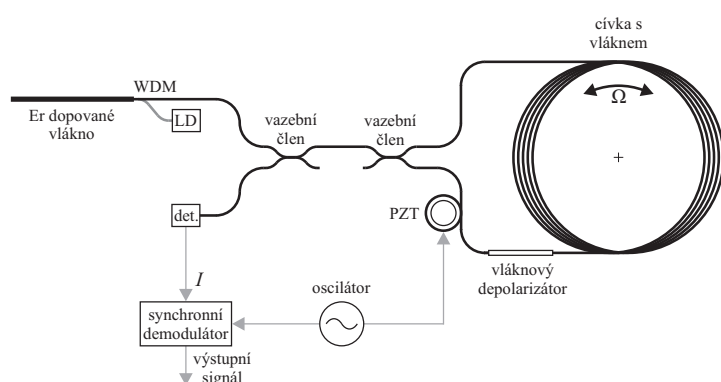 cívka s
vláknem
Ω
WDM
LD
Er dopované
vlákno
vazební
člen
vazební
člen
+
det.
PZT
I
oscilátor
vláknový
depolarizátor
synchronní
demodulátor
výstupní
signál